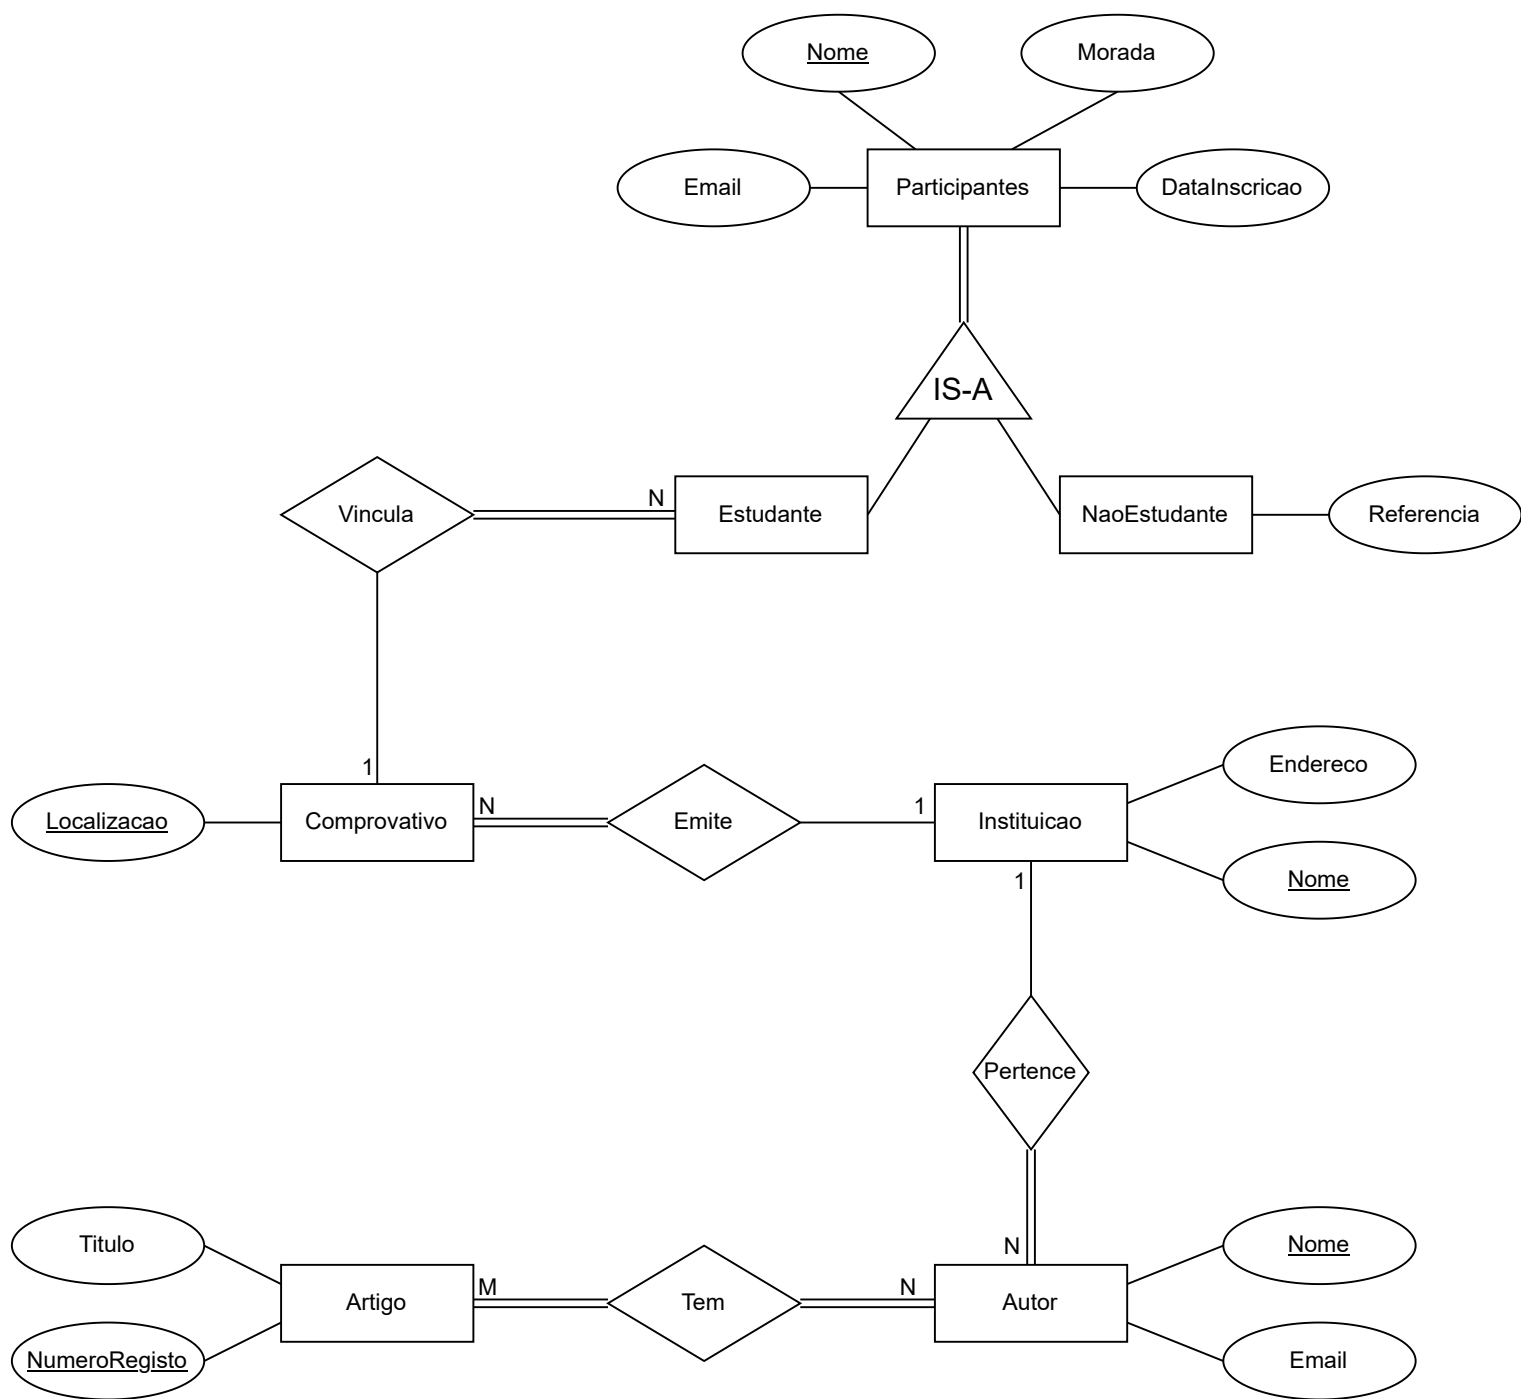 Nome
Morada
Email
Participantes
DataInscricao
IS-A
Vincula
N
Estudante
NaoEstudante
Referencia
1
Localizacao
Comprovativo
N
Emite
1
Instituicao
Endereco
Nome
1
Pertence
N
Titulo
NumeroRegisto
Artigo
M
Tem
N
Autor
Nome
Email